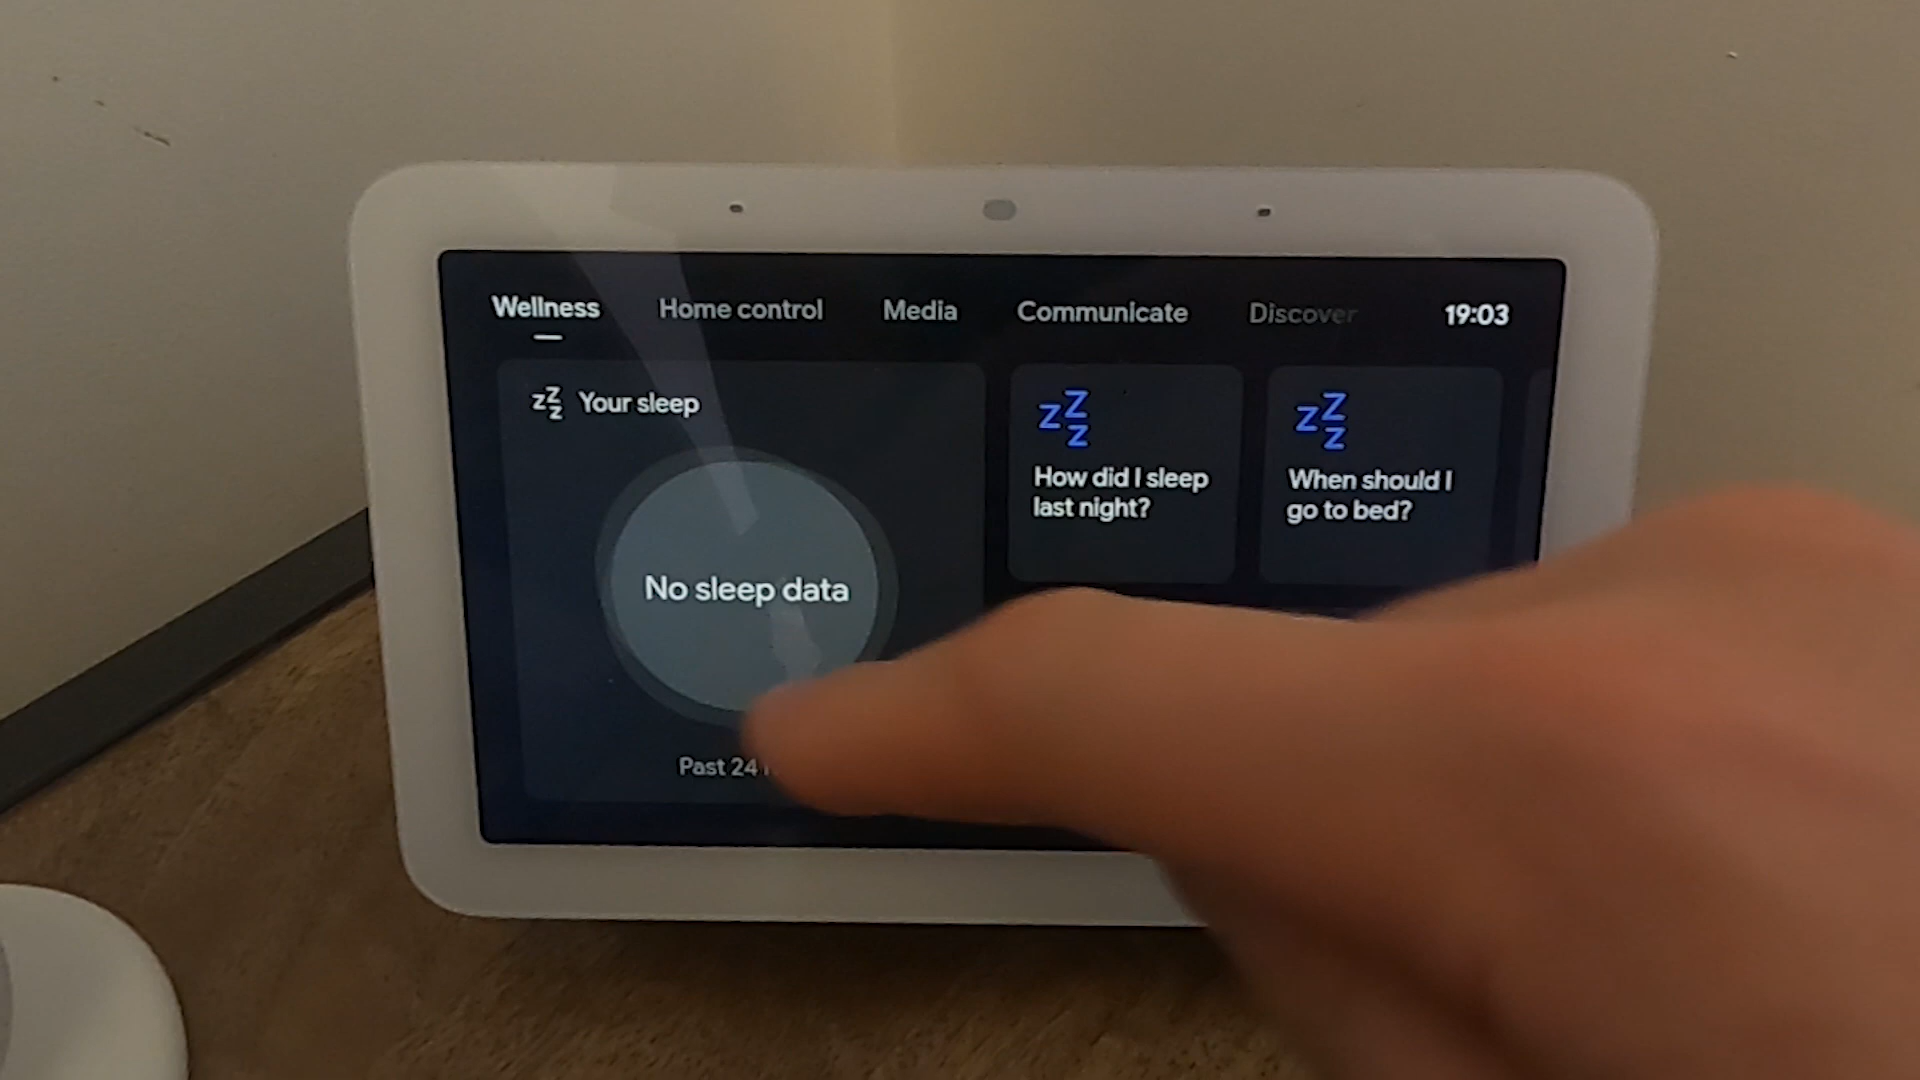 Wellness Home control Media Communicate Discover 19:03
Your sleep
No sleep data
Past 24
How did I sleep
last night?
When should I
go to bed?